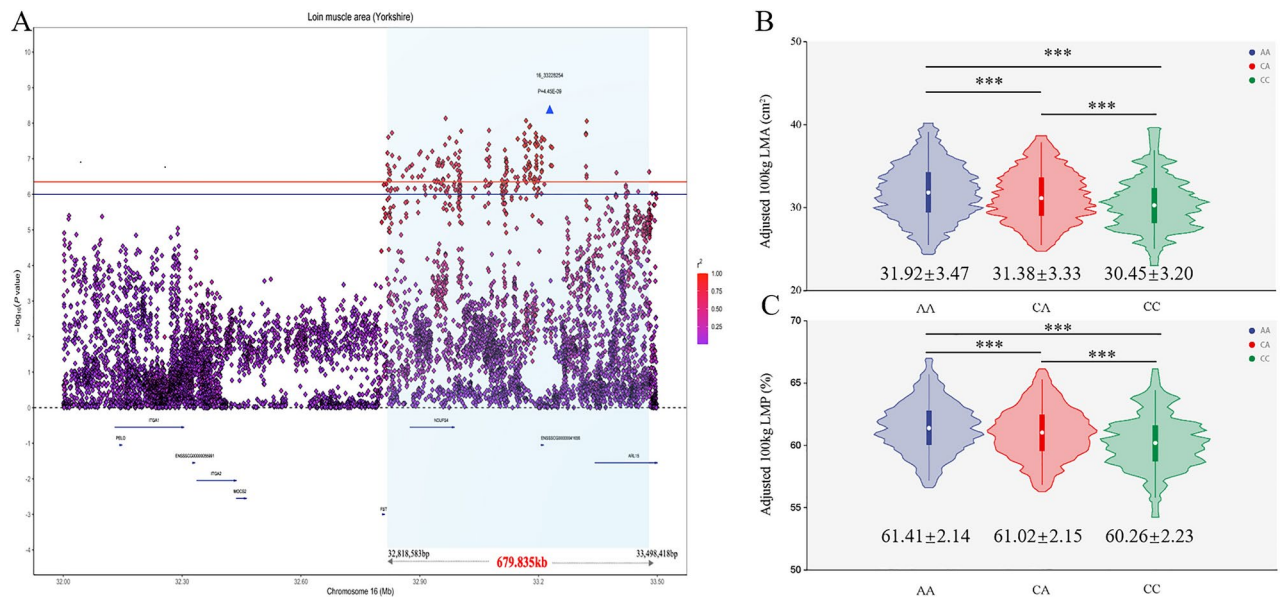 A
Loin muscle area (Yorkshire)
10
9
8
7
6
5
4
3
2
1
0
-1
-2
-3
-4
−log10(P value)
P=4.45E-09
r2
1.00
0.75
0.50
0.25
ITGA1
PELO
ITGA2
MOCS2
FST
NDUFS4
ARL15
32,818,583bp
679.835kb
33,498,418bp
32.00
32.30
32.60
32.90
33.2
33.50
Chromosome 16 (Mb)
B
Adjusted 100kg LMA (cm2)
50
40
30
20
***
***
***
AA
CA
CC
31.92±3.47
31.38±3.33
30.45±3.20
AA
CA
CC
C
Adjusted 100kg LMP (%)
70
65
60
55
50
***
***
***
AA
CA
CC
61.41±2.14
61.02±2.15
60.26±2.23
AA
CA
CC